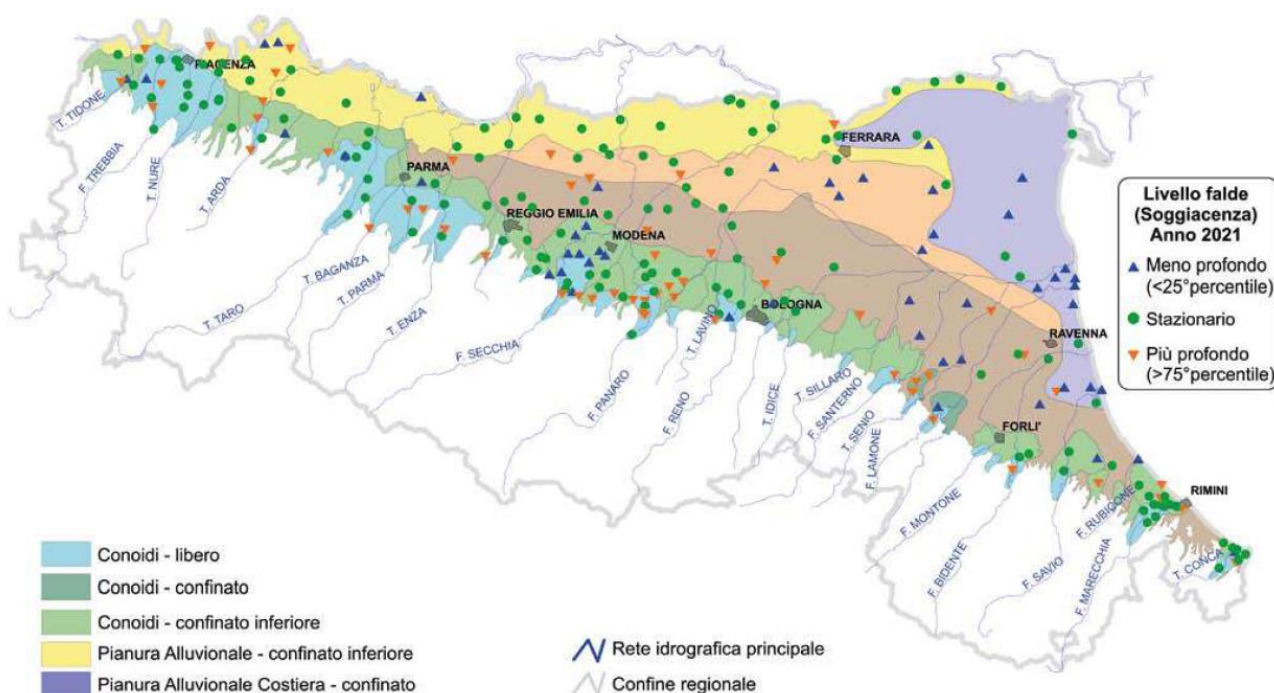 PIACENZA
T. TIDONE
F. TREBBIA
T. NURE
T. ARDA
PARMA
T. TARO
T. BAGANZA
T. PARMA
T. ENZA
REGGIO EMILIA
MODENA
F. SECCHIA
F. PANARO
T. LAVINO
F. RENO
BOLOGNA
T. IDICE
T. SILLARO
F. SANTERNO
T. SENIO
F. LAMONE
FERRARA
RAVENNA
FORLI'
F. MONTONE
F. BIDENTE
F. SAVIO
F. RUBICONE
F. MARECCHIA
RIMINI
T. CONCA
Livello falde
(Soggiacenza)
Anno 2021
Meno profondo
(<25°percentile)
Stazionario
Più profondo
(>75°percentile)
Conoidi - libero
Conoidi - confinato
Conoidi - confinato inferiore
Pianura Alluvionale - confinato inferiore
Pianura Alluvionale Costiera - confinato
Rete idrografica principale
Confine regionale